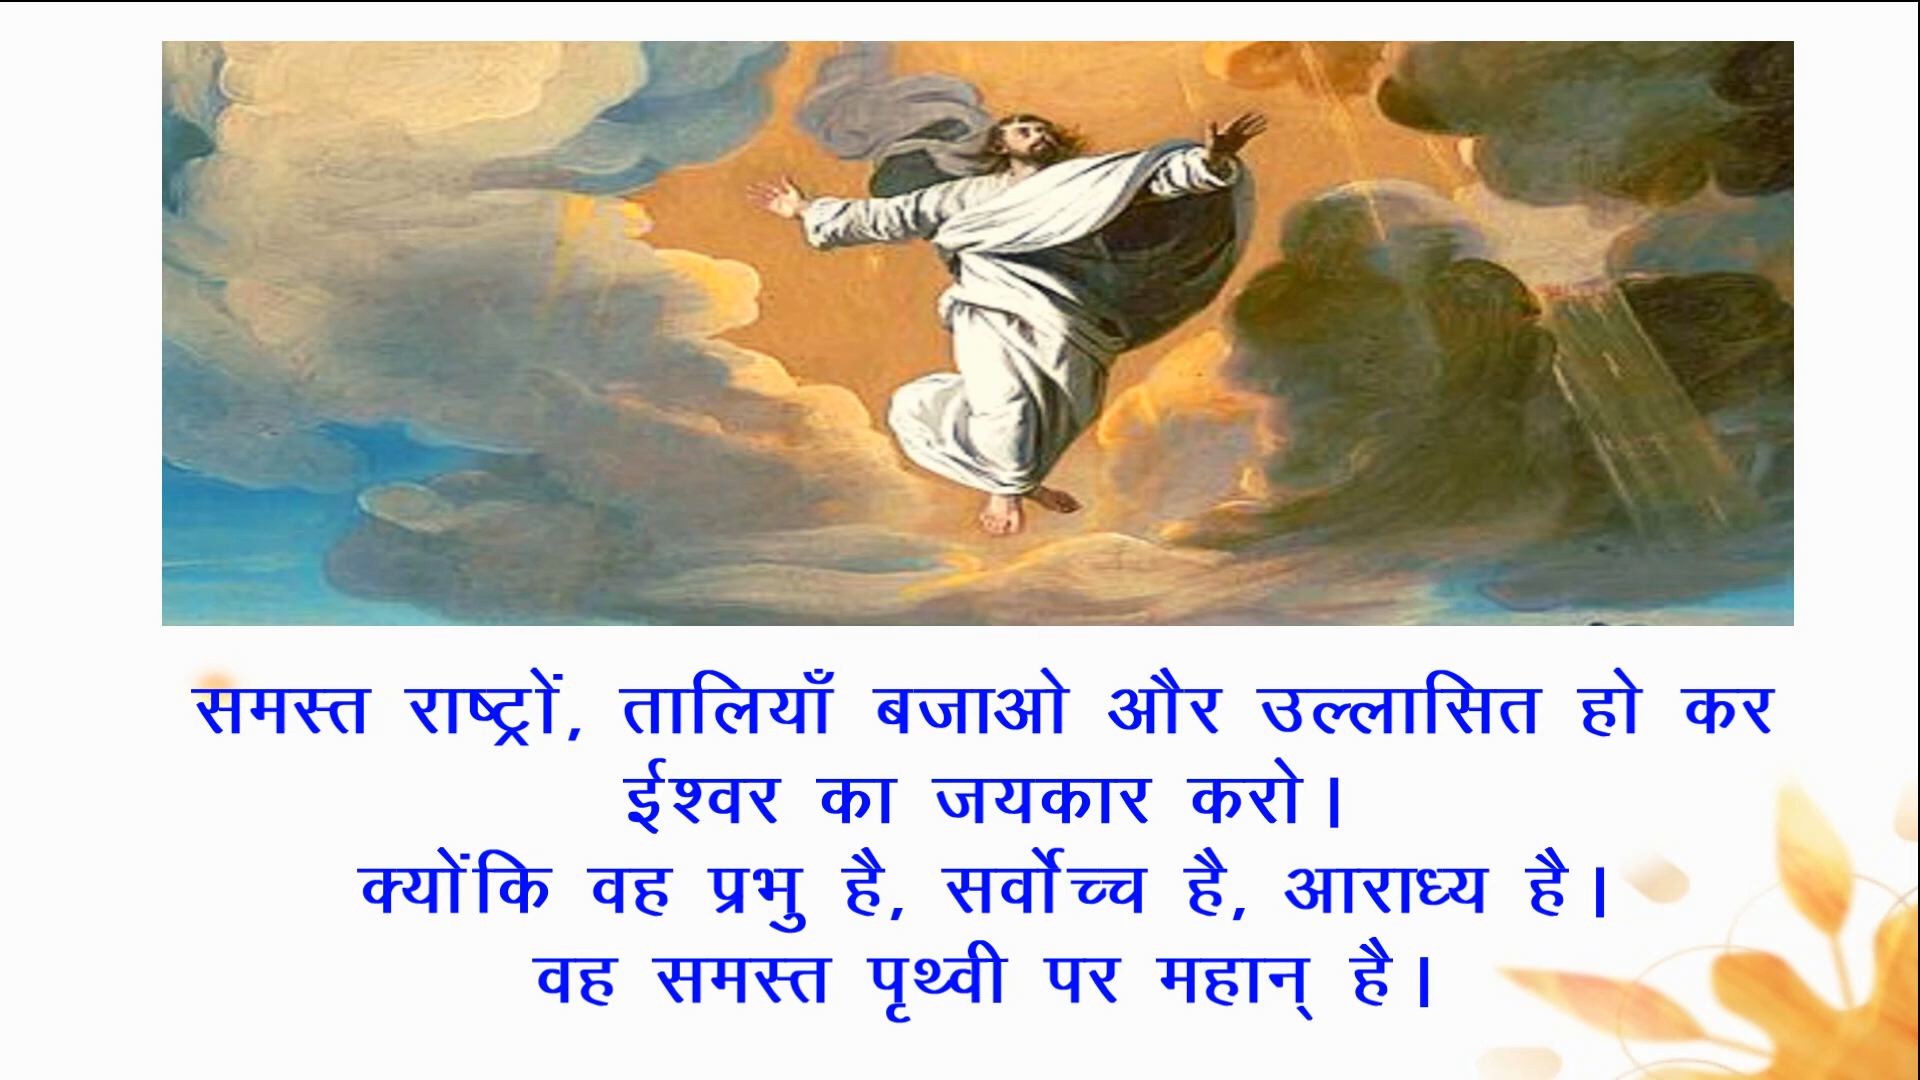 समस्त राष्ट्रों, तालियाँ बजाओ और उल्लासित हो कर
ईश्वर का जयकार करो।
क्योंकि वह प्रभु है, सर्वोच्च है, आराध्य है।
वह समस्त पृथ्वी पर महान् है।